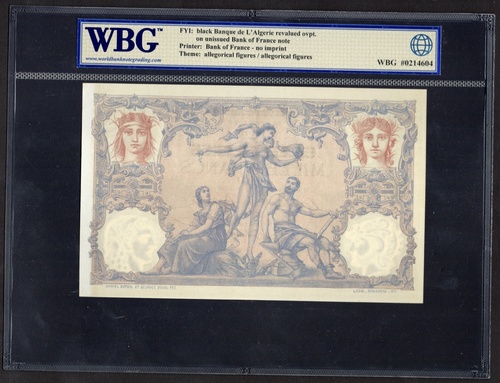 WBG™
www.worldbanknotegrading.com
FYI: black Banque de L'Algerie revalued ovpt.
on unissued Bank of France note
Printer: Bank of France - no imprint
Theme: allegorical figures / allegorical figures
WBG #0214604